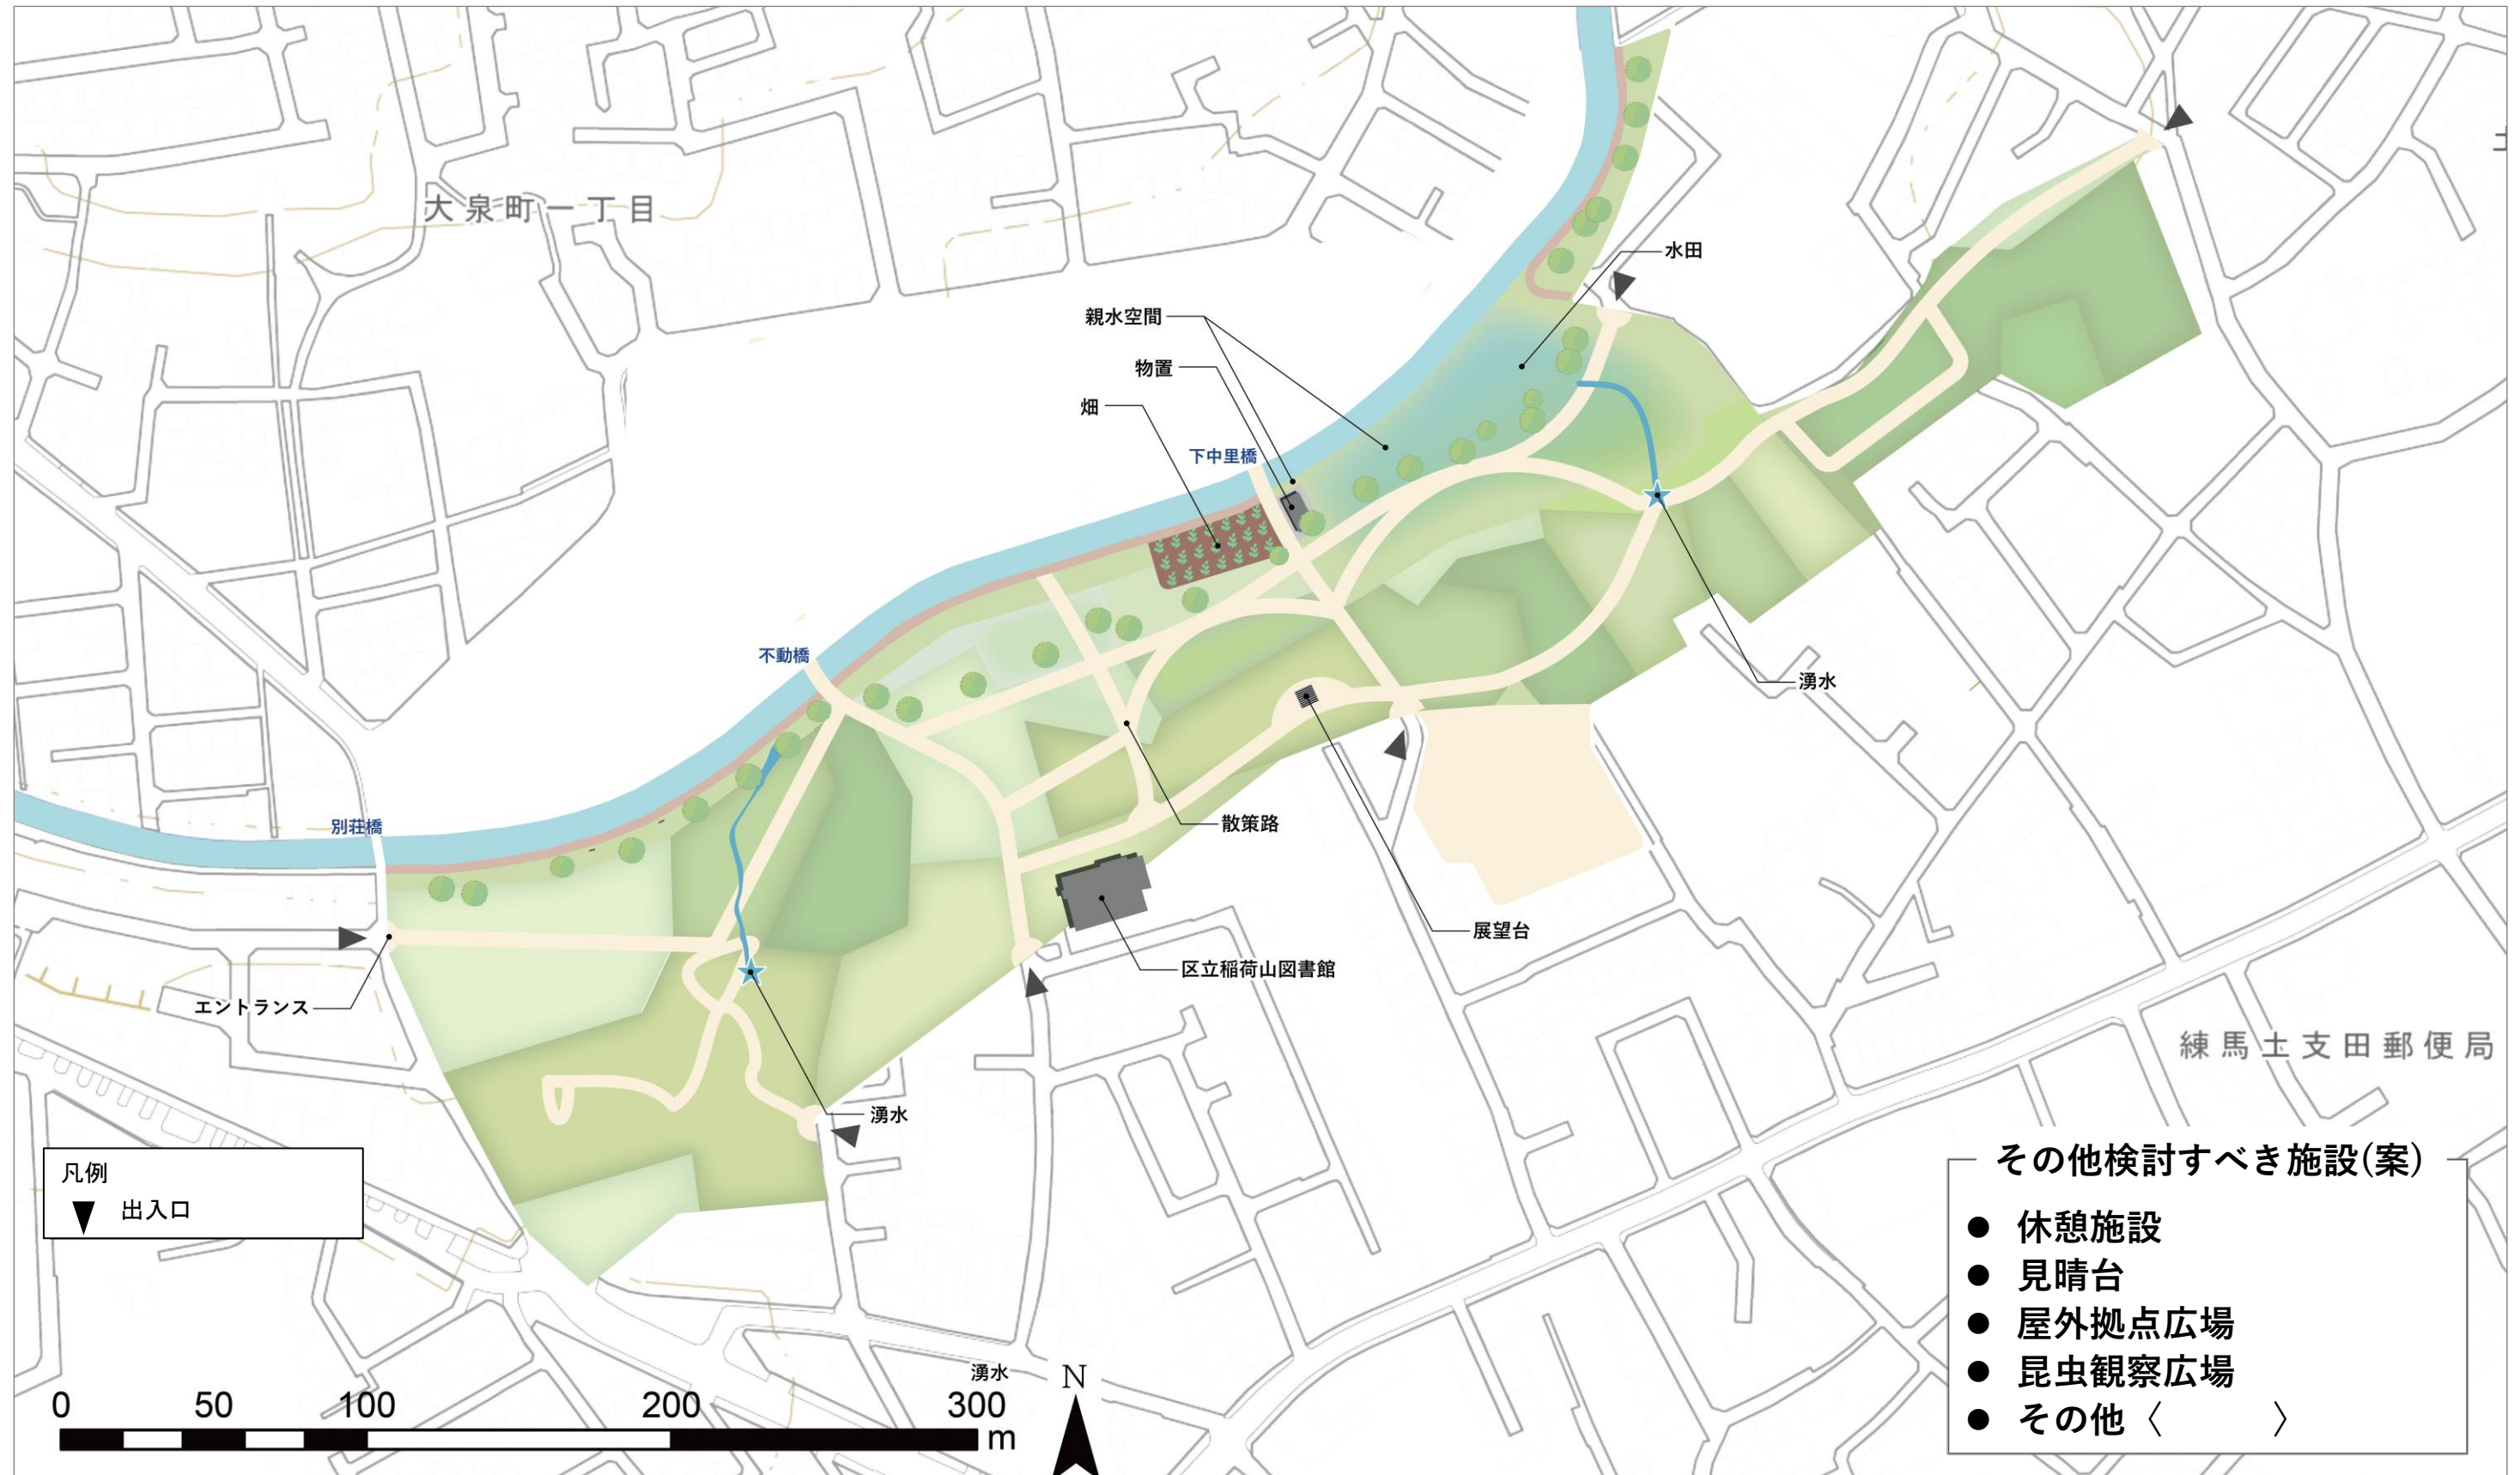 大泉町一丁目
水田
親水空間
物置
畑
下中里橋
不動橋
湧水
別荘橋
散策路
展望台
区立稲荷山図書館
エントランス
練馬土支田郵便局
湧水
凡例
出入口
その他検討すべき施設(案)
● 休憩施設
● 見晴台
● 屋外拠点広場
● 昆虫観察広場
● その他〈　　　〉
湧水
N
0 50 100 200 300
m